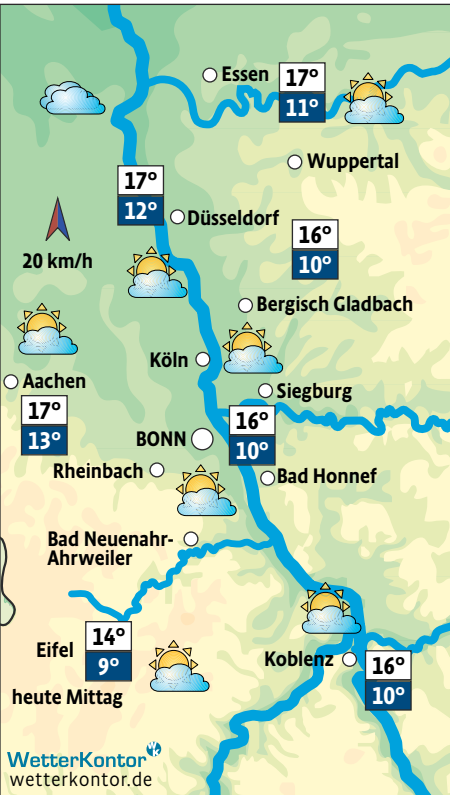 Essen
17°
11°
Wuppertal
17°
12°
Düsseldorf
16°
10°
20 km/h
Bergisch Gladbach
Köln
Aachen
17°
13°
Siegburg
16°
10°
BONN
Rheinbach
Bad Honnef
Bad Neuenahr-
Ahrweiler
Eifel
14°
9°
Koblenz
16°
10°
heute Mittag
WetterKontor wk
wetterkontor.de